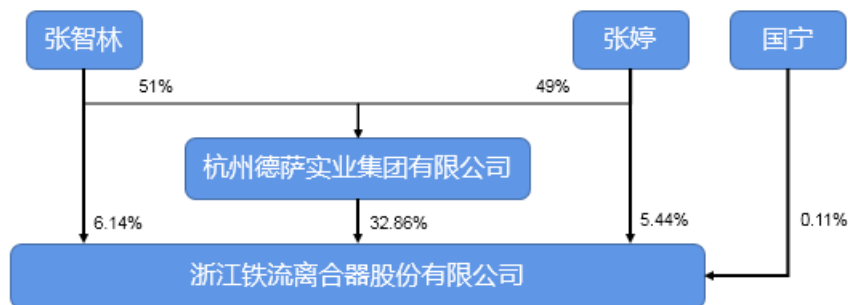 张智林
张婷
国宁
51%
49%
杭州德萨实业集团有限公司
6.14%
32.86%
5.44%
0.11%
浙江铁流离合器股份有限公司